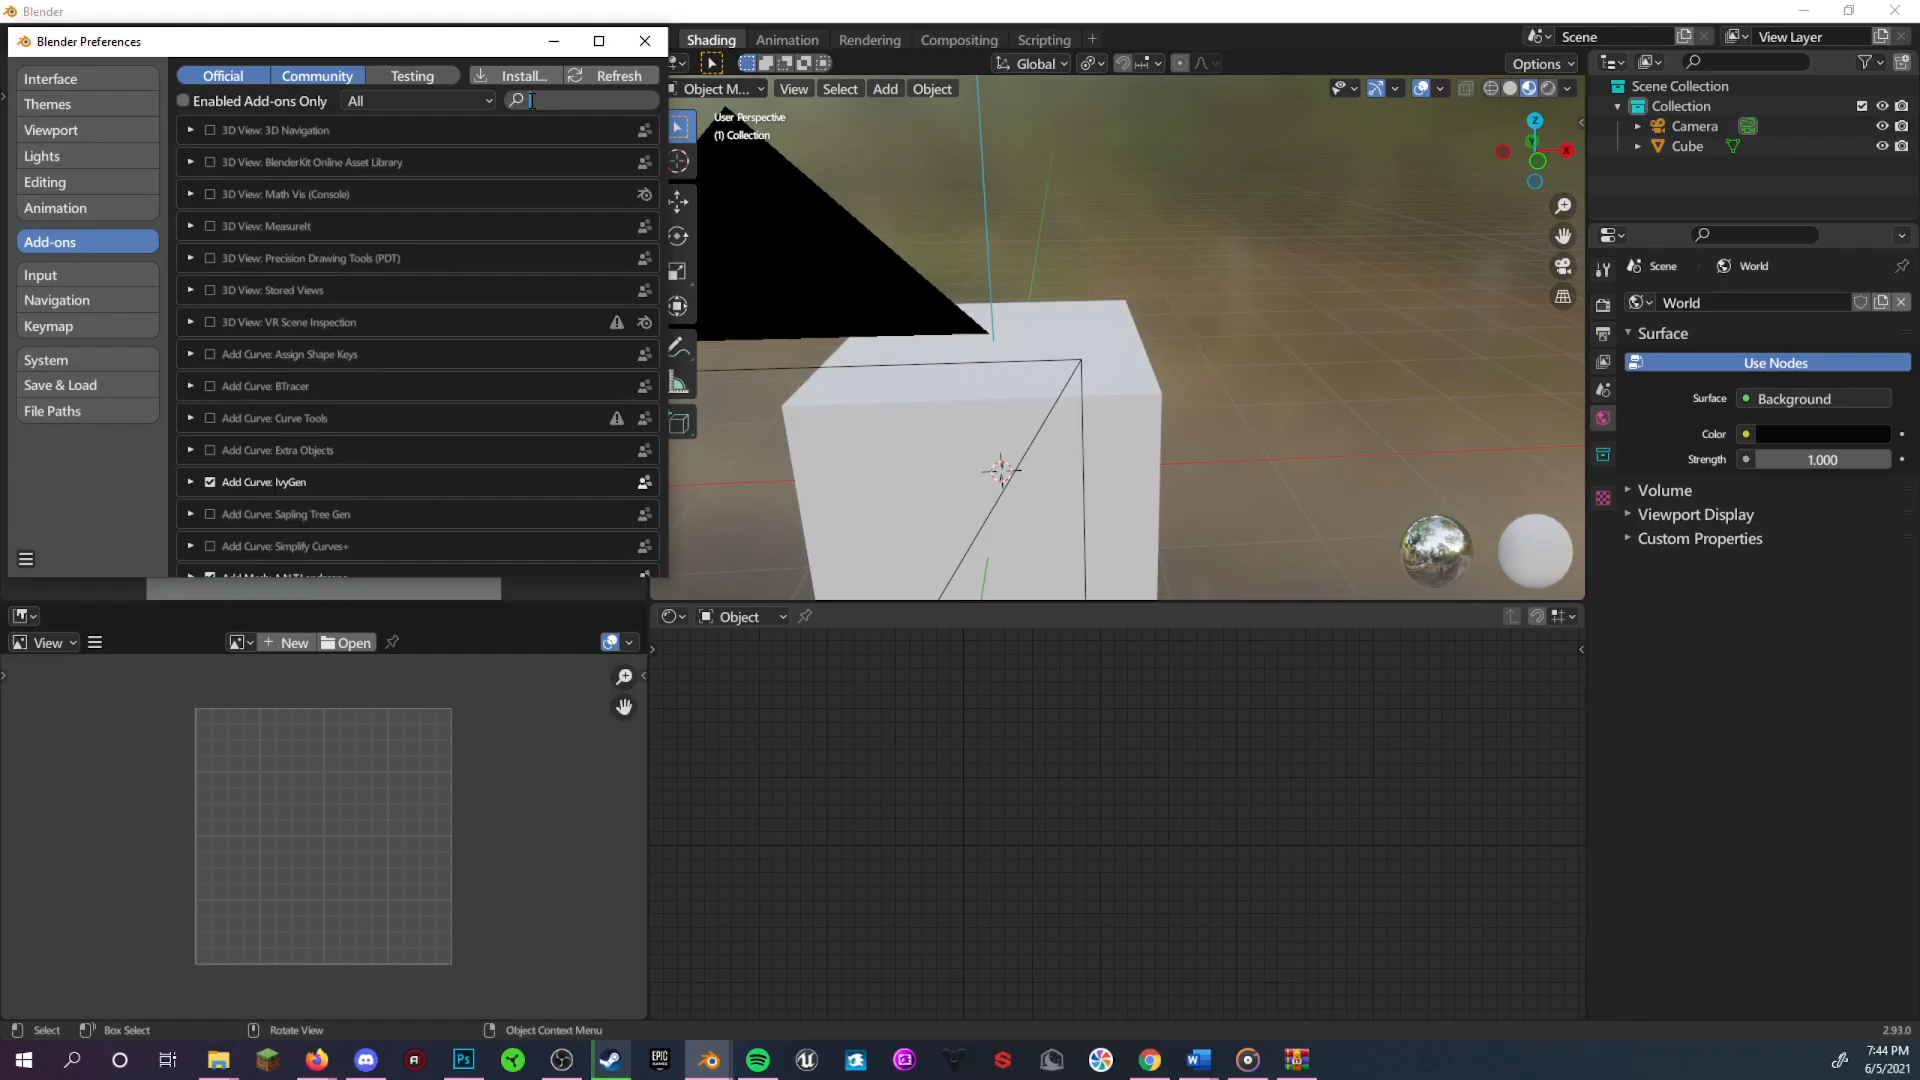 Blender
Blender Preferences
Interface
Themes
Viewport
Lights
Editing
Animation
Add-ons
Input
Navigation
Keymap
System
Save & Load
File Paths
Official
Community
Testing
Install...
Refresh
Enabled Add-ons Only
All
3D View: 3D Navigation
3D View: BlenderKit Online Asset Library
3D View: Math Vis (Console)
3D View: MeasureIt
3D View: Precision Drawing Tools (PDT)
3D View: Stored Views
3D View: VR Scene Inspection
Add Curve: Assign Shape Keys
Add Curve: BTracer
Add Curve: Curve Tools
Add Curve: Extra Objects
Add Curve: IvyGen
Add Curve: Sapling Tree Gen
Add Curve: Simplify Curves+
Add Mesh: A.N.T.Landscape
Shading
Animation
Rendering
Compositing
Scripting
Scene
View Layer
Global
Options
Object M...
View
Select
Add
Object
User Perspective
(1) Collection
Z
X
Y
Scene Collection
Collection
Camera
Cube
Scene
World
World
Surface
Use Nodes
Surface
Background
Color
Strength
1.000
Volume
Viewport Display
Custom Properties
View
New
Open
Object
Select
Box Select
Rotate View
Object Context Menu
2.93.0
Ps
EPIC
GAMES
7:44 PM
6/5/2021